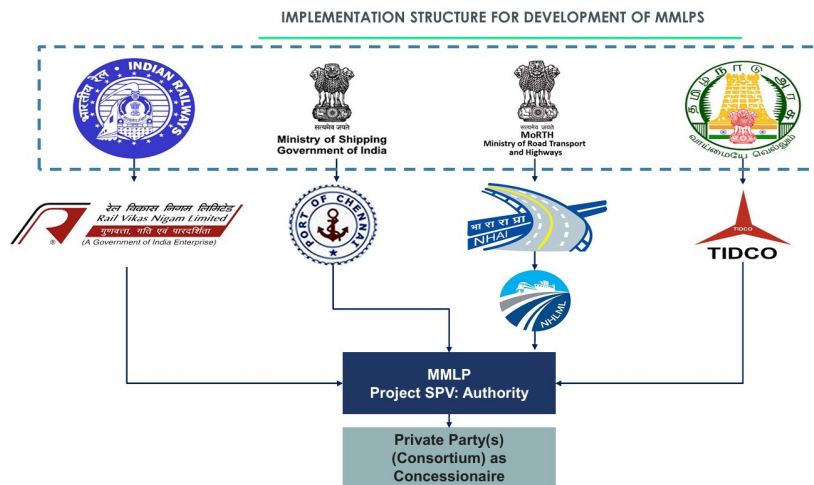 IMPLEMENTATION STRUCTURE FOR DEVELOPMENT OF MMLPS
भारतीय रेल • INDIAN RAILWAYS
सत्यमेव जयते
Ministry of Shipping
Government of India
सत्यमेव जयते
MoRTH
Ministry of Road Transport
and Highways
தமிழ்நாடு அரசு
வாய்மையே வெல்லும்
रेल विकास निगम लिमिटेड
Rail Vikas Nigam Limited
गुणवत्ता, गति एवं पारदर्शिता
(A Government of India Enterprise)
®
PORT OF CHENNAI
भा रा रा प्रा
NHAI
TIDCO
TIDCO
NHLML
MMLP
Project SPV: Authority
Private Party(s)
(Consortium) as
Concessionaire